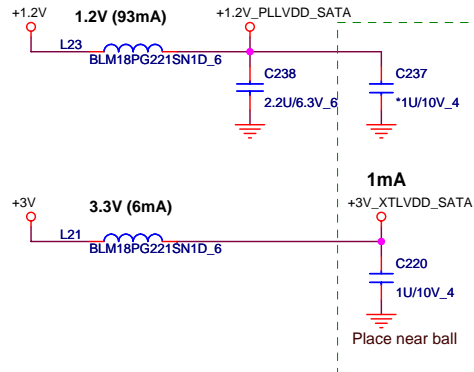 +1.2V
1.2V (93mA)
+1.2V_PLLVDD_SATA
L23
BLM18PG221SN1D_6
C238
2.2U/6.3V_6
C237
*1U/10V_4
1mA
+3V
3.3V (6mA)
+3V_XTLVDD_SATA
L21
BLM18PG221SN1D_6
C220
1U/10V_4
Place near ball